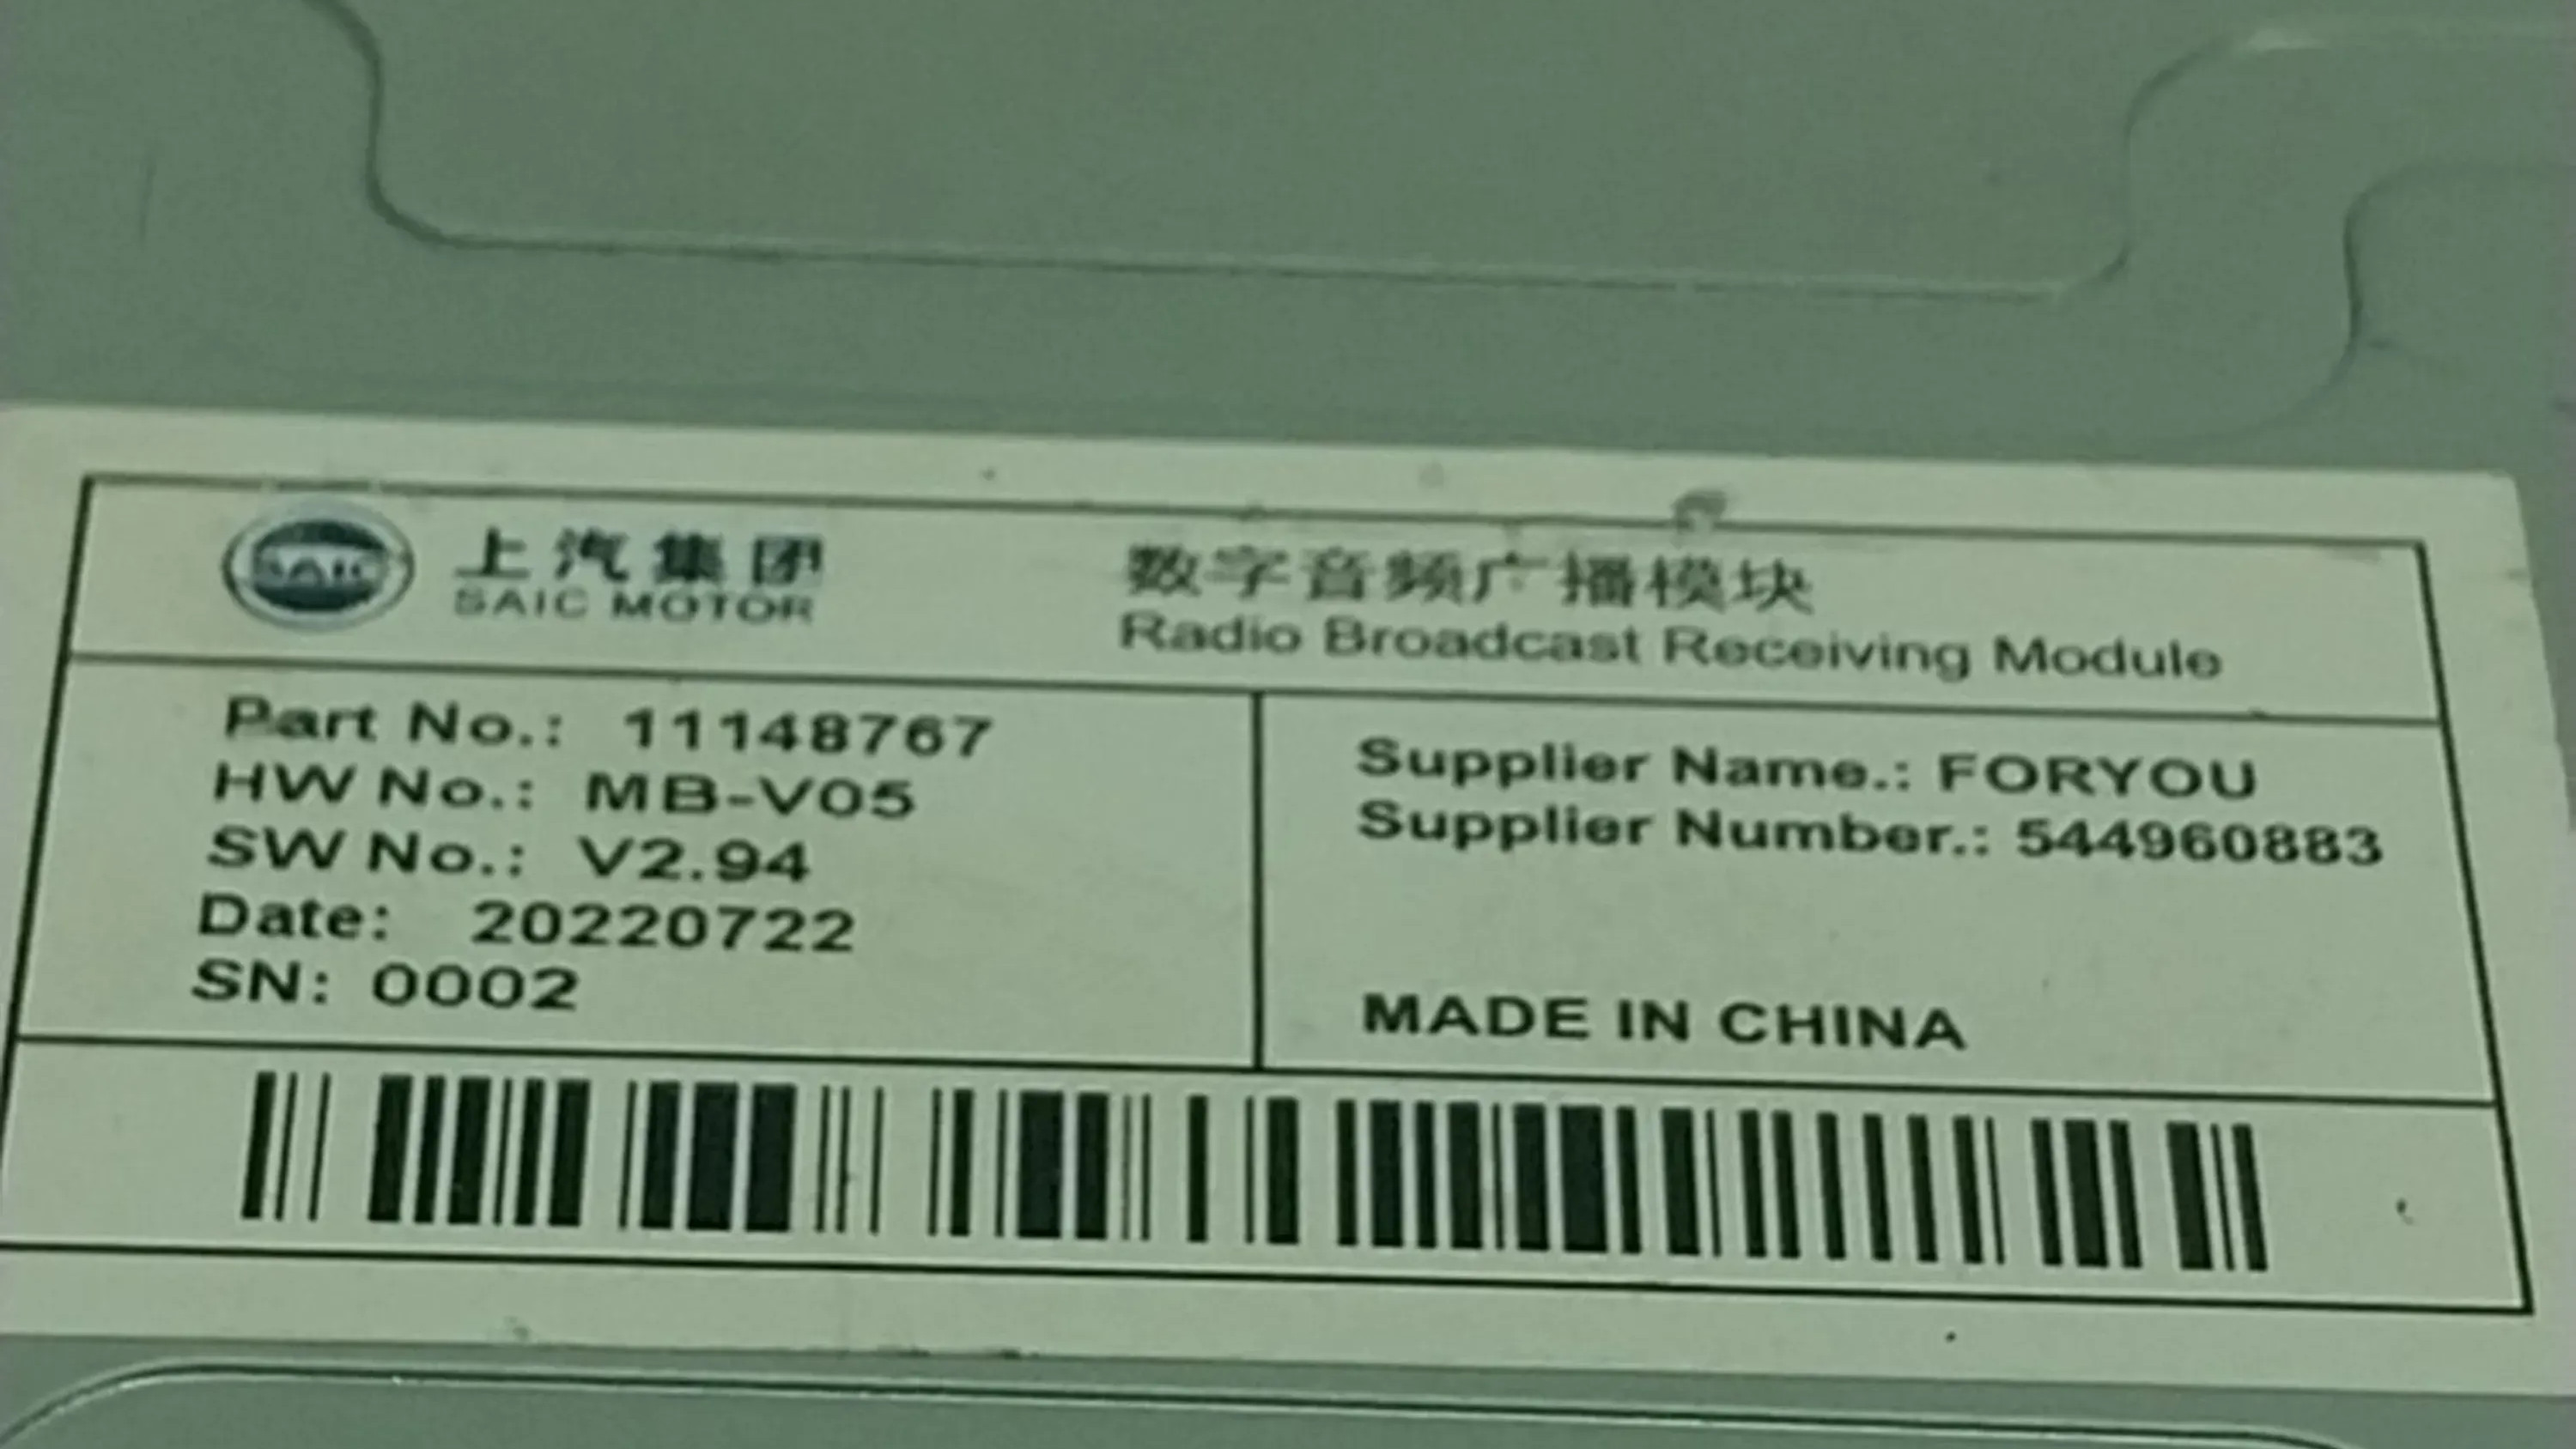 SAIC
上汽集团
SAIC MOTOR
数字音频广播模块
Radio Broadcast Receiving Module
Part No.: 11148767
HW No.: MB-V05
SW No.: V2.94
Date: 20220722
SN: 0002
Supplier Name.: FORYOU
Supplier Number.: 544960883
MADE IN CHINA